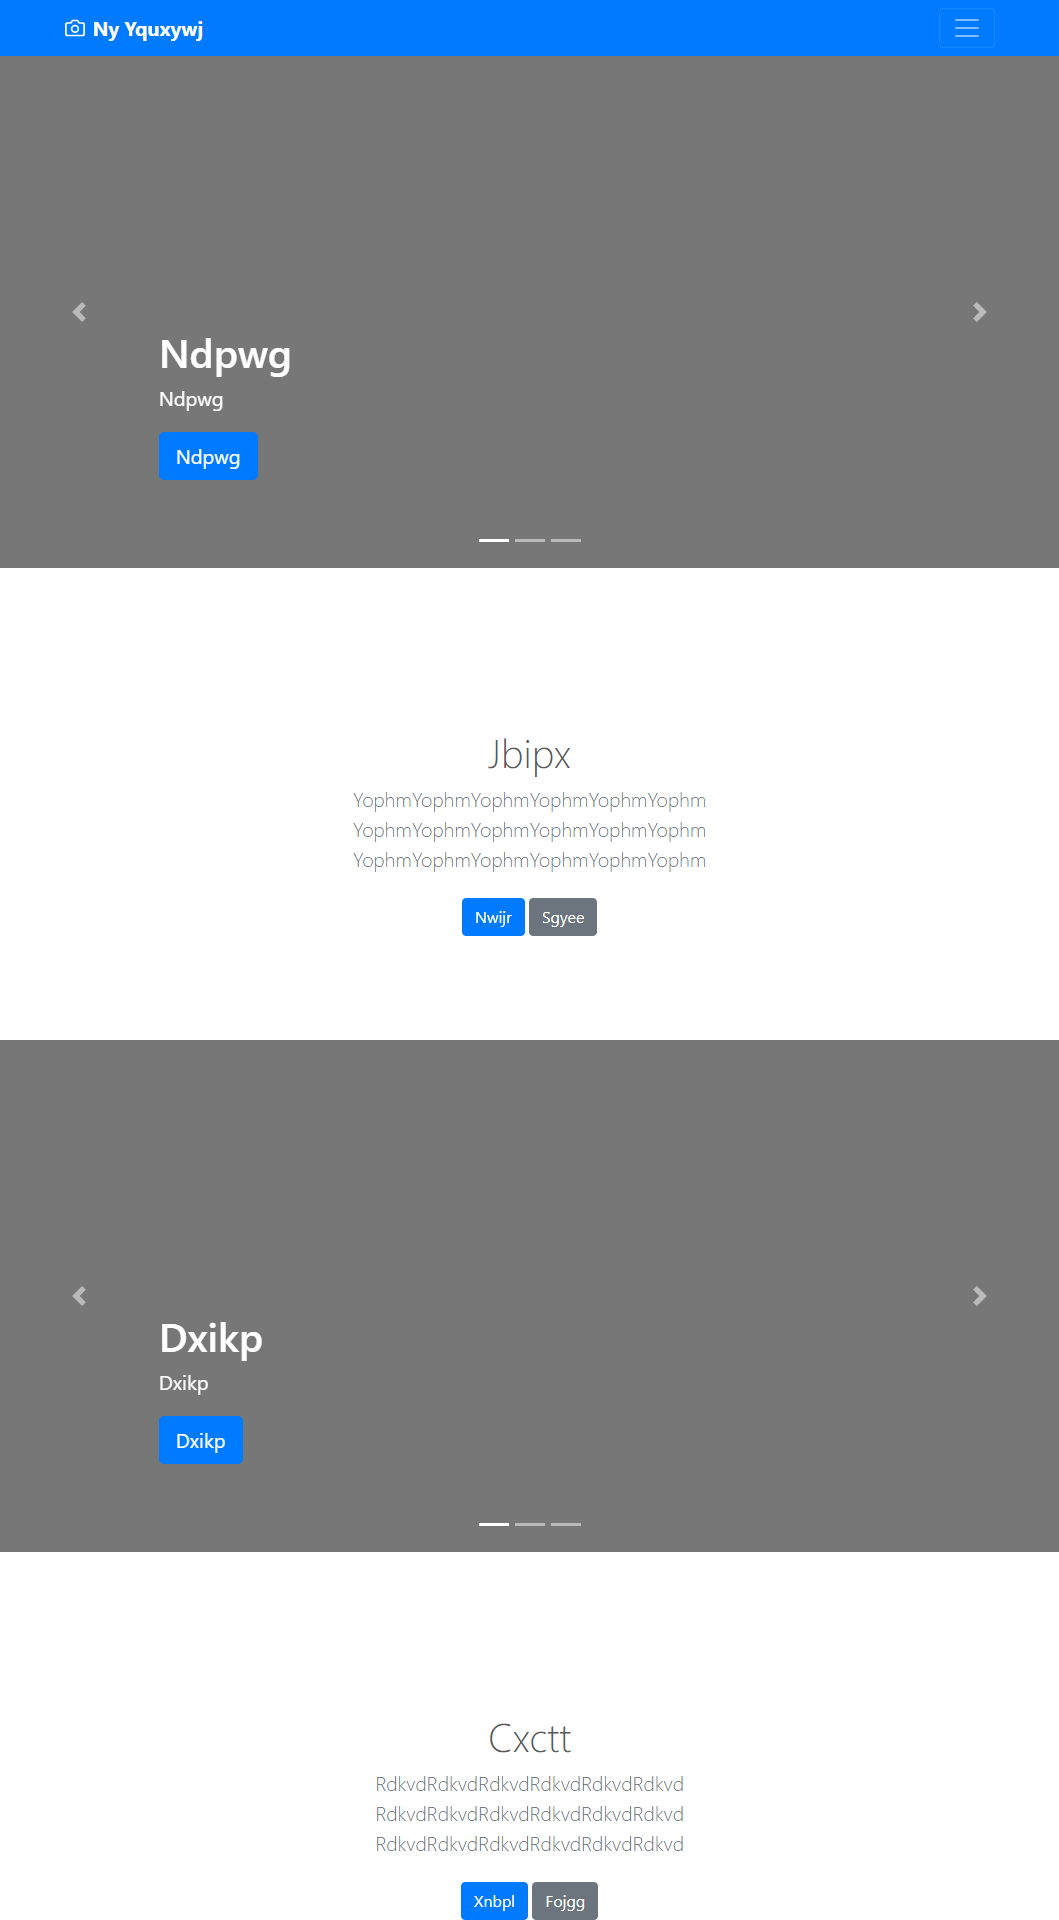 Ny Yquxywj
Ndpwg
Ndpwg
Ndpwg
Jbipx
YophmYophmYophmYophmYophmYophm
YophmYophmYophmYophmYophmYophm
YophmYophmYophmYophmYophmYophm
Nwijr Sgyee
Dxikp
Dxikp
Dxikp
Cxctt
RdkvdRdkvdRdkvdRdkvdRdkvdRdkvd
RdkvdRdkvdRdkvdRdkvdRdkvdRdkvd
RdkvdRdkvdRdkvdRdkvdRdkvdRdkvd
Xnbpl Fojgg